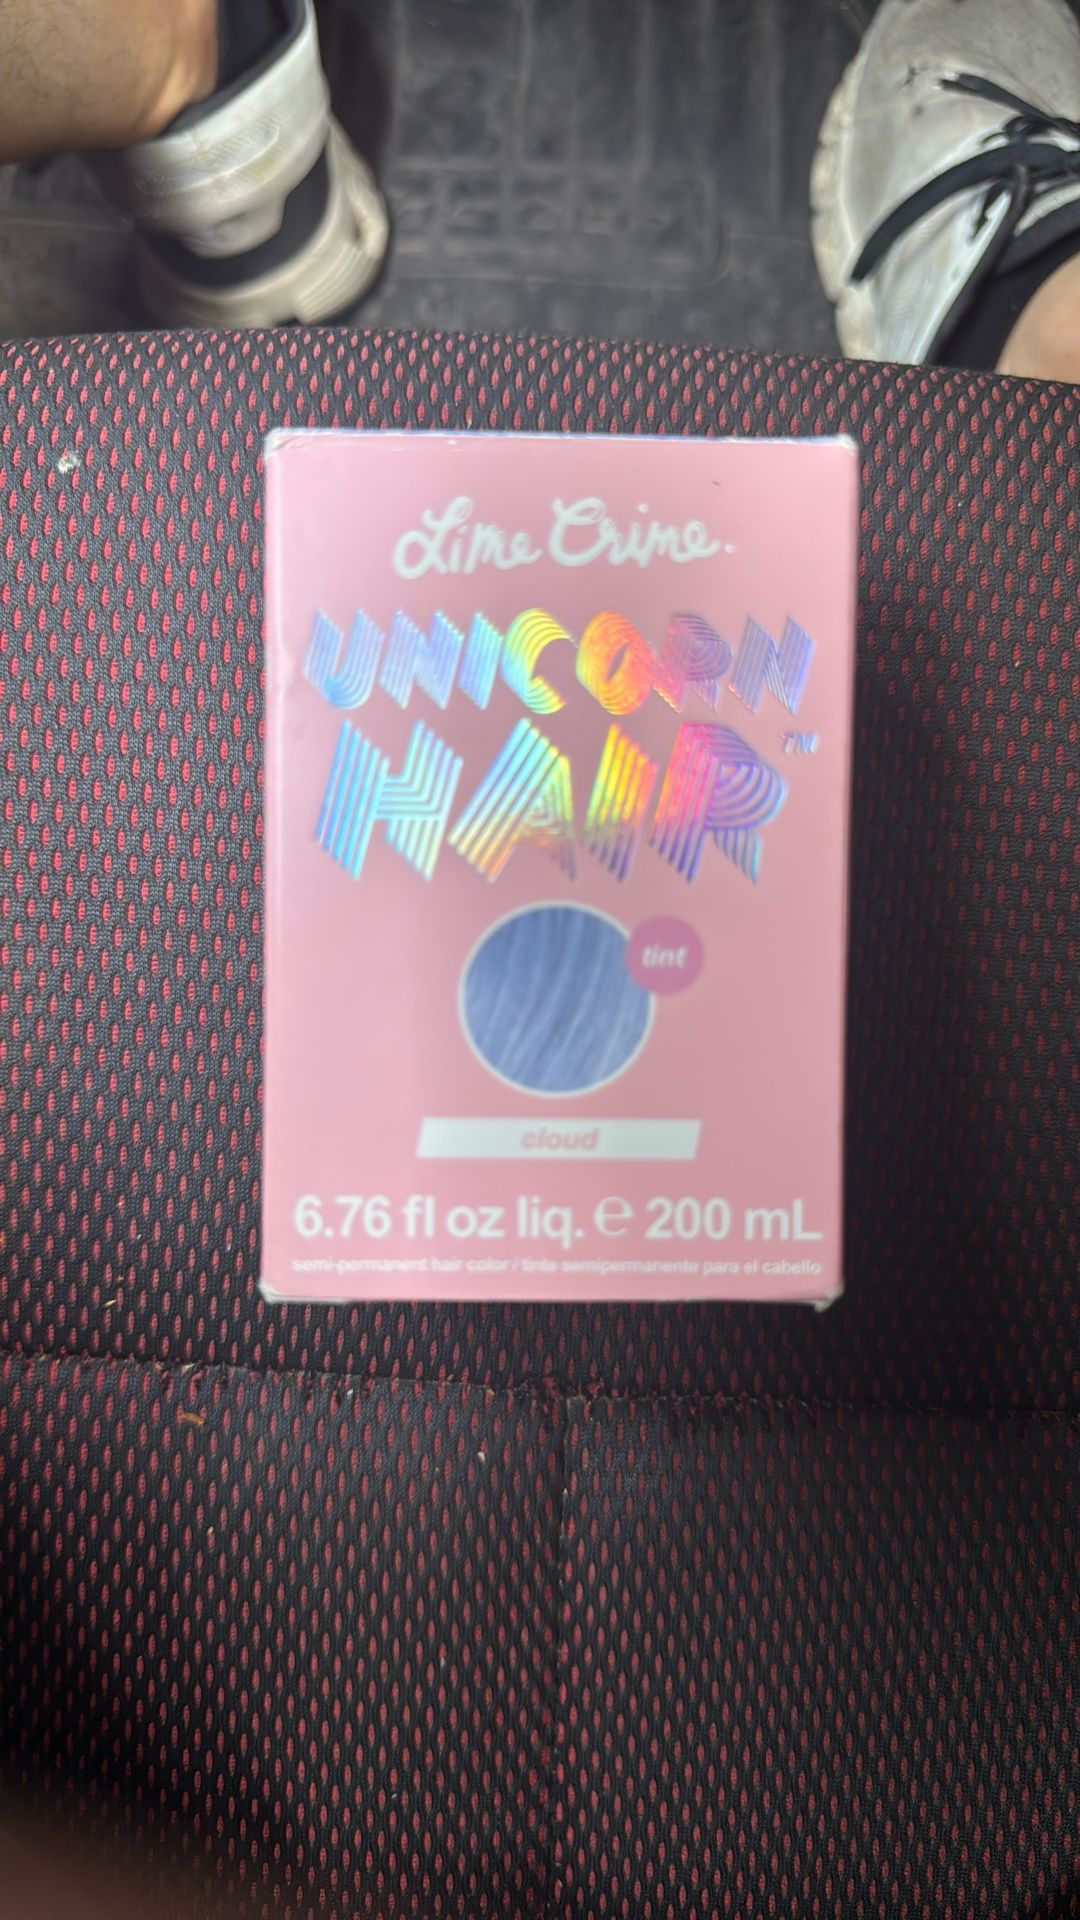 Lime Crime.
UNICORN
HAIR™
tint
cloud
6.76 fl oz liq. ℮ 200 mL
semi-permanent hair color / tinte semipermanente para el cabello